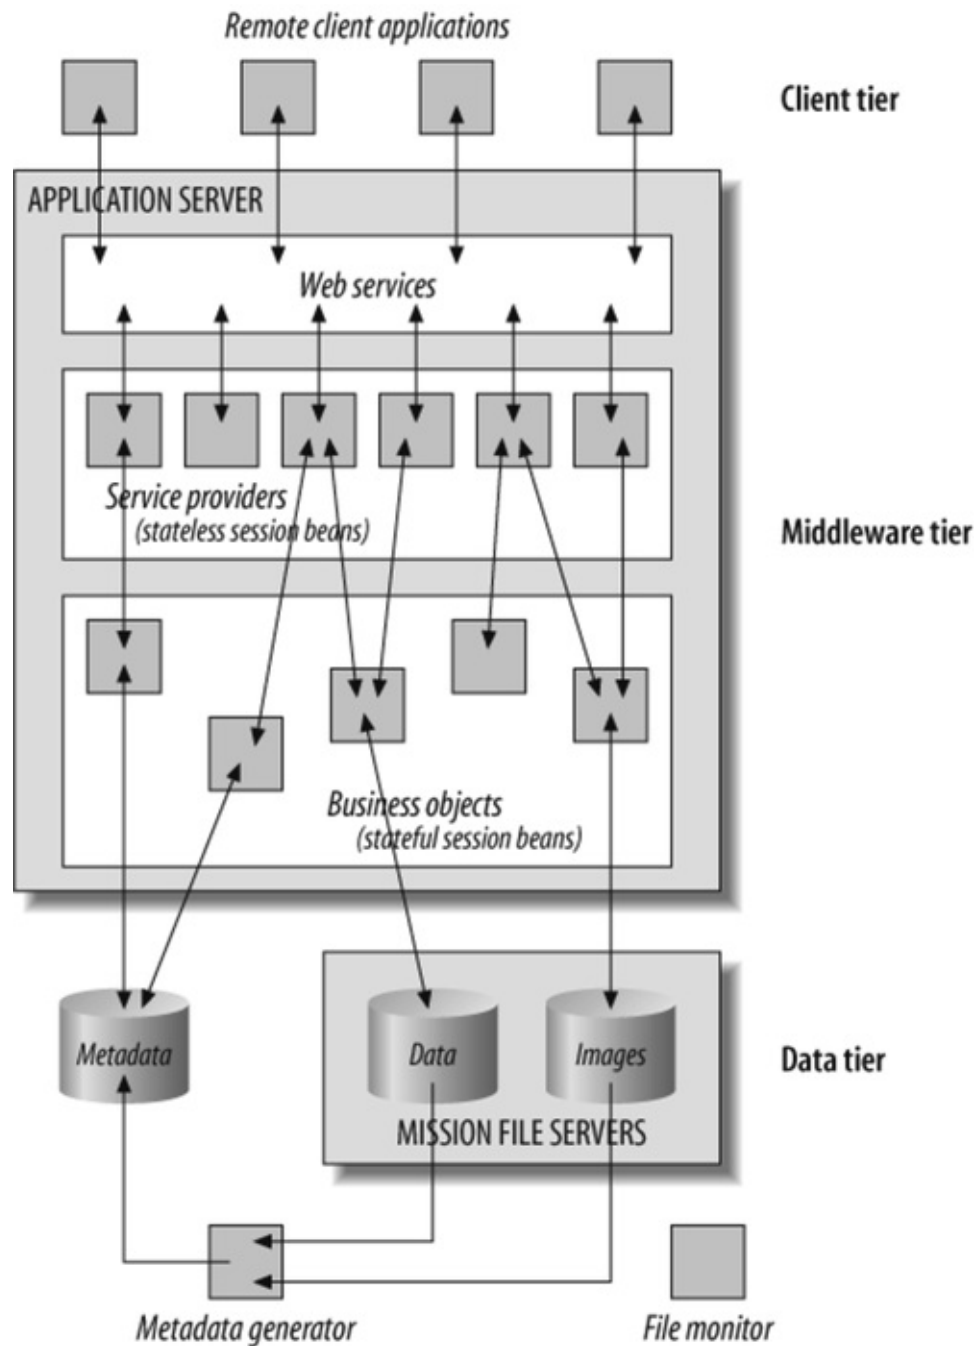 Remote client applications
Client tier
APPLICATION SERVER
Web services
Service providers
(stateless session beans)
Middleware tier
Business objects
(stateful session beans)
Metadata
Data
Images
Data tier
MISSION FILE SERVERS
Metadata generator
File monitor